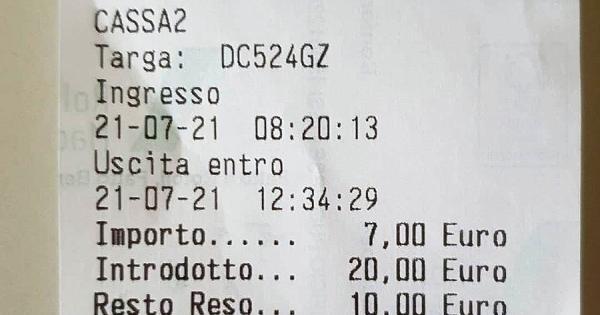 CASSA2
Targa: DC524GZ
Ingresso
21-07-21 08:20:13
Uscita entro
21-07-21 12:34:29
Importo...... 7,00 Euro
Introdotto... 20,00 Euro
Resto Reso... 10,00 Euro